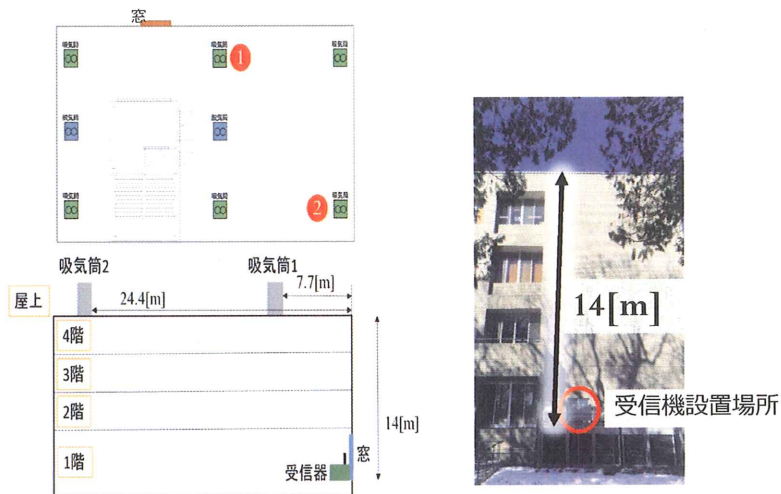 窓
吸気筒
吸気筒
吸気筒
1
吸気筒
吸気筒
吸気筒
吸気筒
2
吸気筒2
吸気筒1
7.7[m]
24.4[m]
屋上
4階
3階
2階
1階
14[m]
窓
受信器
14[m]
受信機設置場所